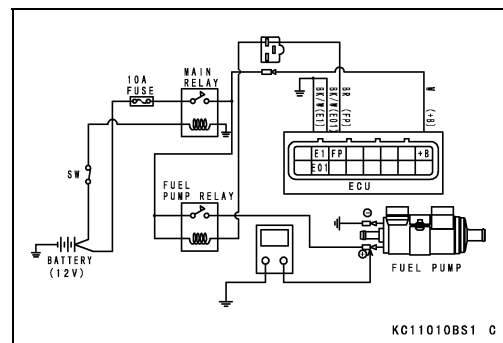 10A
FUSE
MAIN
RELAY
SW
BATTERY
(12V)
FUEL
PUMP RELAY
BK/W(E1)
BK/W(E01)
BR (FP)
W (+B)
E1 FP +B
E01
ECU
⊖
⊕
FUEL PUMP
KC11010BS1 C